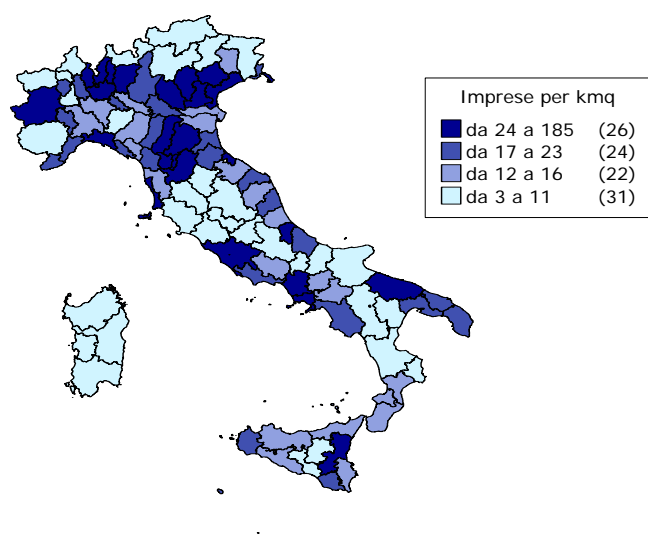 Imprese per kmq
da 24 a 185 (26)
da 17 a 23 (24)
da 12 a 16 (22)
da 3 a 11 (31)